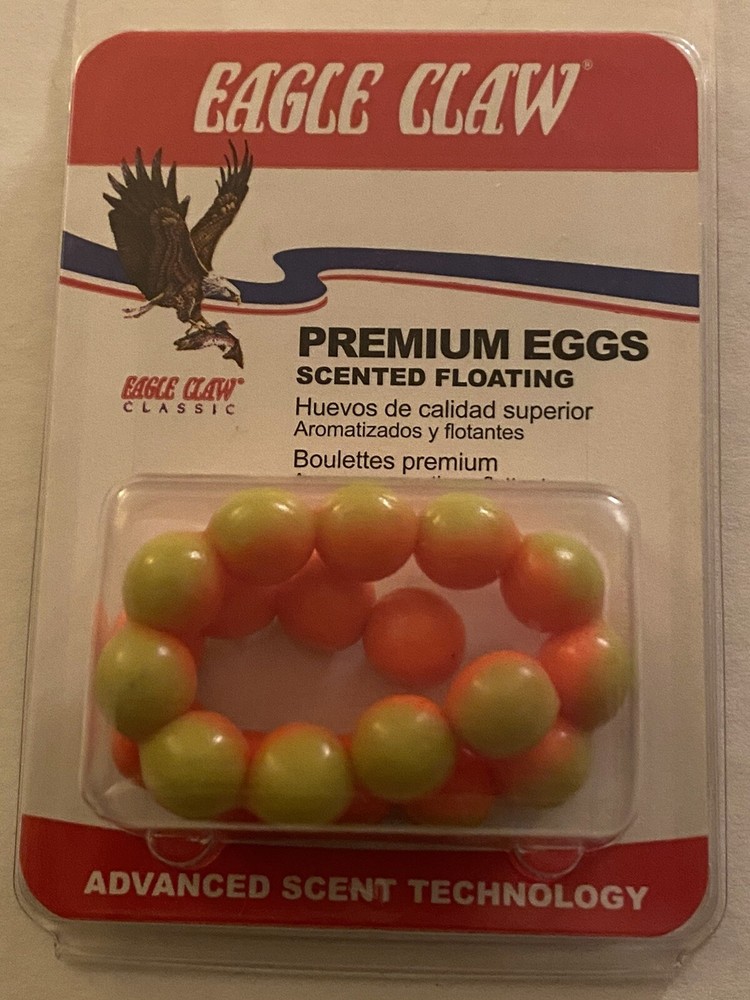 EAGLE CLAW®
PREMIUM EGGS
SCENTED FLOATING
EAGLE CLAW®
CLASSIC
Huevos de calidad superior
Aromatizados y flotantes
Boulettes premium
ADVANCED SCENT TECHNOLOGY